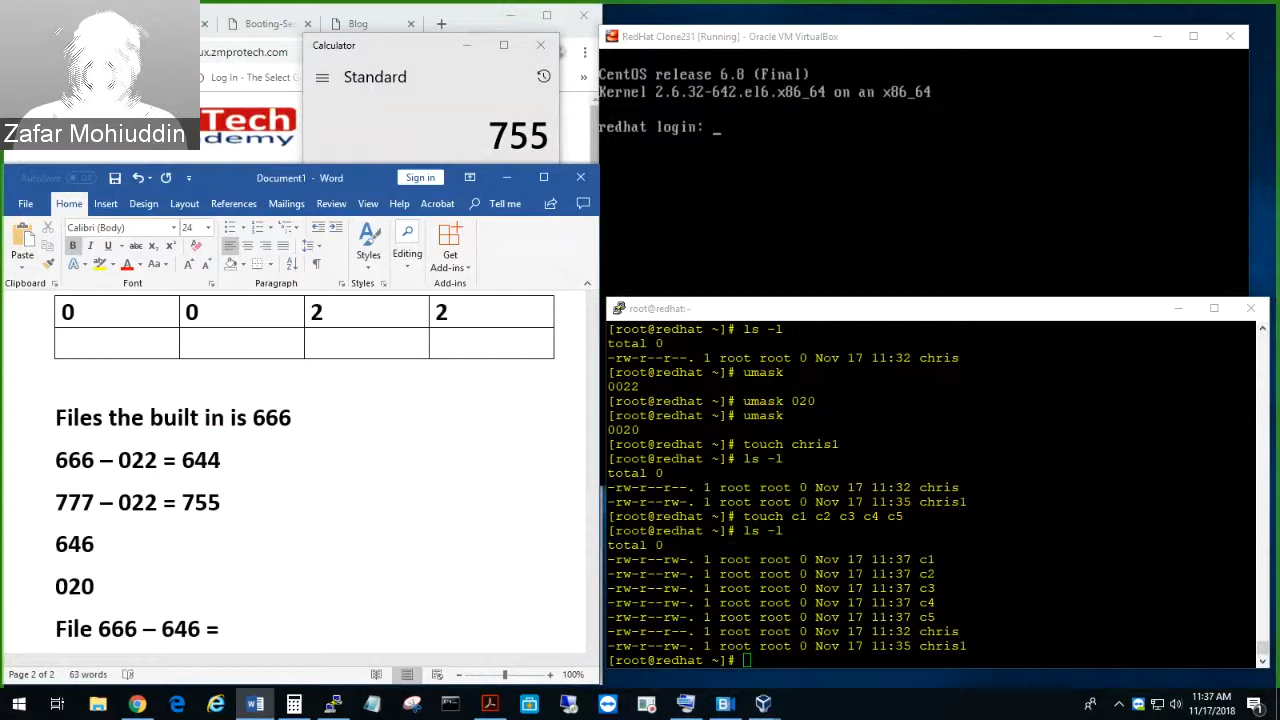 Zafar Mohiuddin
Booting-Se
Blog
ux.zmprotech.
Log In - The Select G
Tech
demy
Calculator
Standard
755
RedHat Clone231 [Running] - Oracle VM VirtualBox
CentOS release 6.8 (Final)
Kernel 2.6.32-642.el6.x86_64 on an x86_64
redhat login: _
AutoSave Off
Document1 - Word
Sign in
File Home Insert Design Layout References Mailings Review View Help Acrobat Tell me
Paste
Calibri (Body) 24
Styles
Editing
Get Add-ins
Clipboard Font Paragraph Styles Add-ins
0 0 2 2
Files the built in is 666
666 – 022 = 644
777 – 022 = 755
646
020
File 666 – 646 =
Page 2 of 2 63 words 100%
root@redhat:~
[root@redhat ~]# ls -l
total 0
-rw-r--r--. 1 root root 0 Nov 17 11:32 chris
[root@redhat ~]# umask
0022
[root@redhat ~]# umask 020
[root@redhat ~]# umask
0020
[root@redhat ~]# touch chris1
[root@redhat ~]# ls -l
total 0
-rw-r--r--. 1 root root 0 Nov 17 11:32 chris
-rw-r--rw-. 1 root root 0 Nov 17 11:35 chris1
[root@redhat ~]# touch c1 c2 c3 c4 c5
[root@redhat ~]# ls -l
total 0
-rw-r--rw-. 1 root root 0 Nov 17 11:37 c1
-rw-r--rw-. 1 root root 0 Nov 17 11:37 c2
-rw-r--rw-. 1 root root 0 Nov 17 11:37 c3
-rw-r--rw-. 1 root root 0 Nov 17 11:37 c4
-rw-r--rw-. 1 root root 0 Nov 17 11:37 c5
-rw-r--rw-. 1 root root 0 Nov 17 11:32 chris
-rw-r--rw-. 1 root root 0 Nov 17 11:35 chris1
[root@redhat ~]#
11:37 AM
11/17/2018